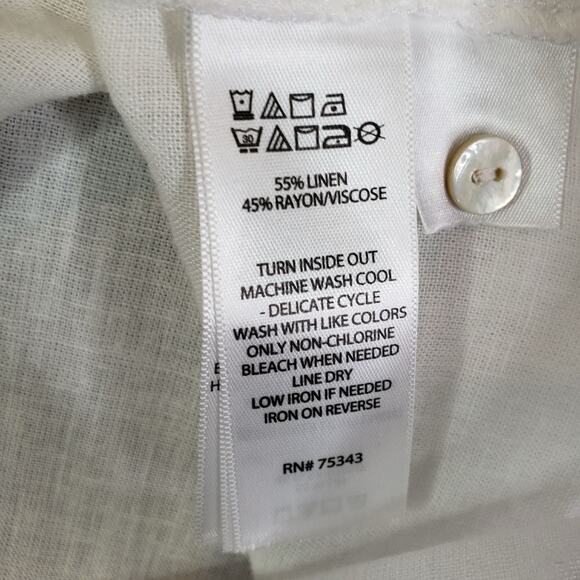 30
55% LINEN
45% RAYON/VISCOSE
TURN INSIDE OUT
MACHINE WASH COOL
- DELICATE CYCLE
WASH WITH LIKE COLORS
ONLY NON-CHLORINE
BLEACH WHEN NEEDED
LINE DRY
LOW IRON IF NEEDED
IRON ON REVERSE
RN# 75343